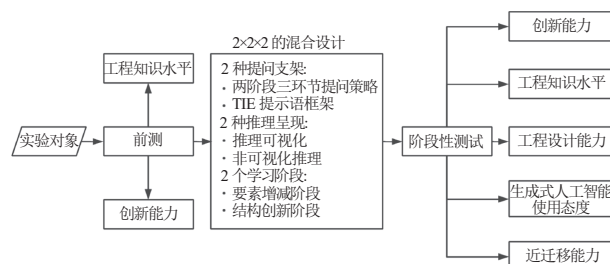 2×2×2 的混合设计
工程知识水平
实验对象
前测
创新能力
2 种提问支架:
· 两阶段三环节提问策略
· TIE 提示语框架
2 种推理呈现:
· 推理可视化
· 非可视化推理
2 个学习阶段:
· 要素增减阶段
· 结构创新阶段
阶段性测试
创新能力
工程知识水平
工程设计能力
生成式人工智能
使用态度
近迁移能力